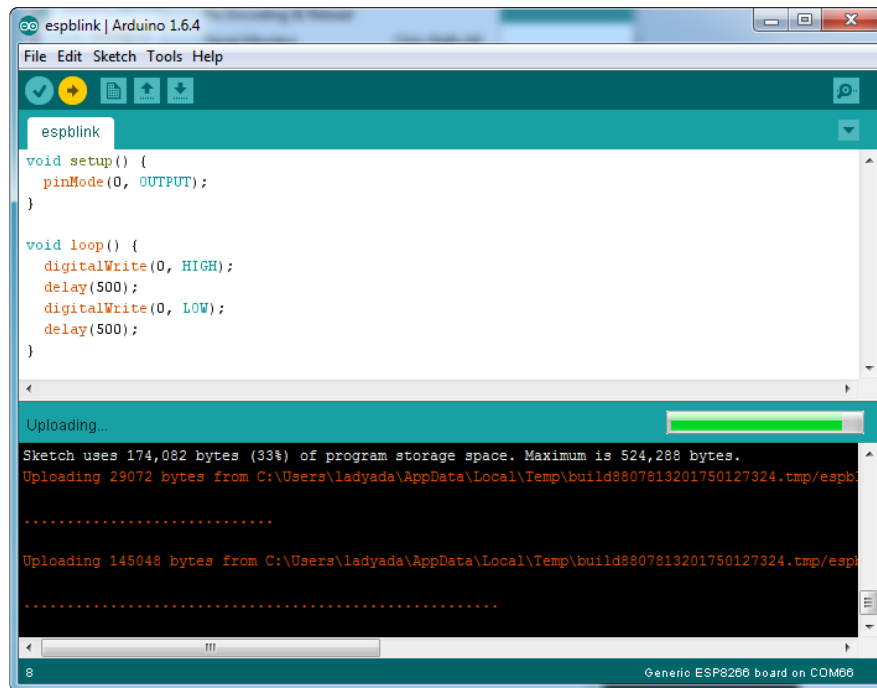 espblink | Arduino 1.6.4
File Edit Sketch Tools Help
espblink
void setup() {
  pinMode(0, OUTPUT);
}
void loop() {
  digitalWrite(0, HIGH);
  delay(500);
  digitalWrite(0, LOW);
  delay(500);
}
Uploading...
Sketch uses 174,082 bytes (33%) of program storage space. Maximum is 524,288 bytes.
Uploading 29072 bytes from C:\Users\ladyada\AppData\Local\Temp\build8807813201750127324.tmp/espbl
.............................
Uploading 145048 bytes from C:\Users\ladyada\AppData\Local\Temp\build8807813201750127324.tmp/espb
.......................................................
8
Generic ESP8266 board on COM66